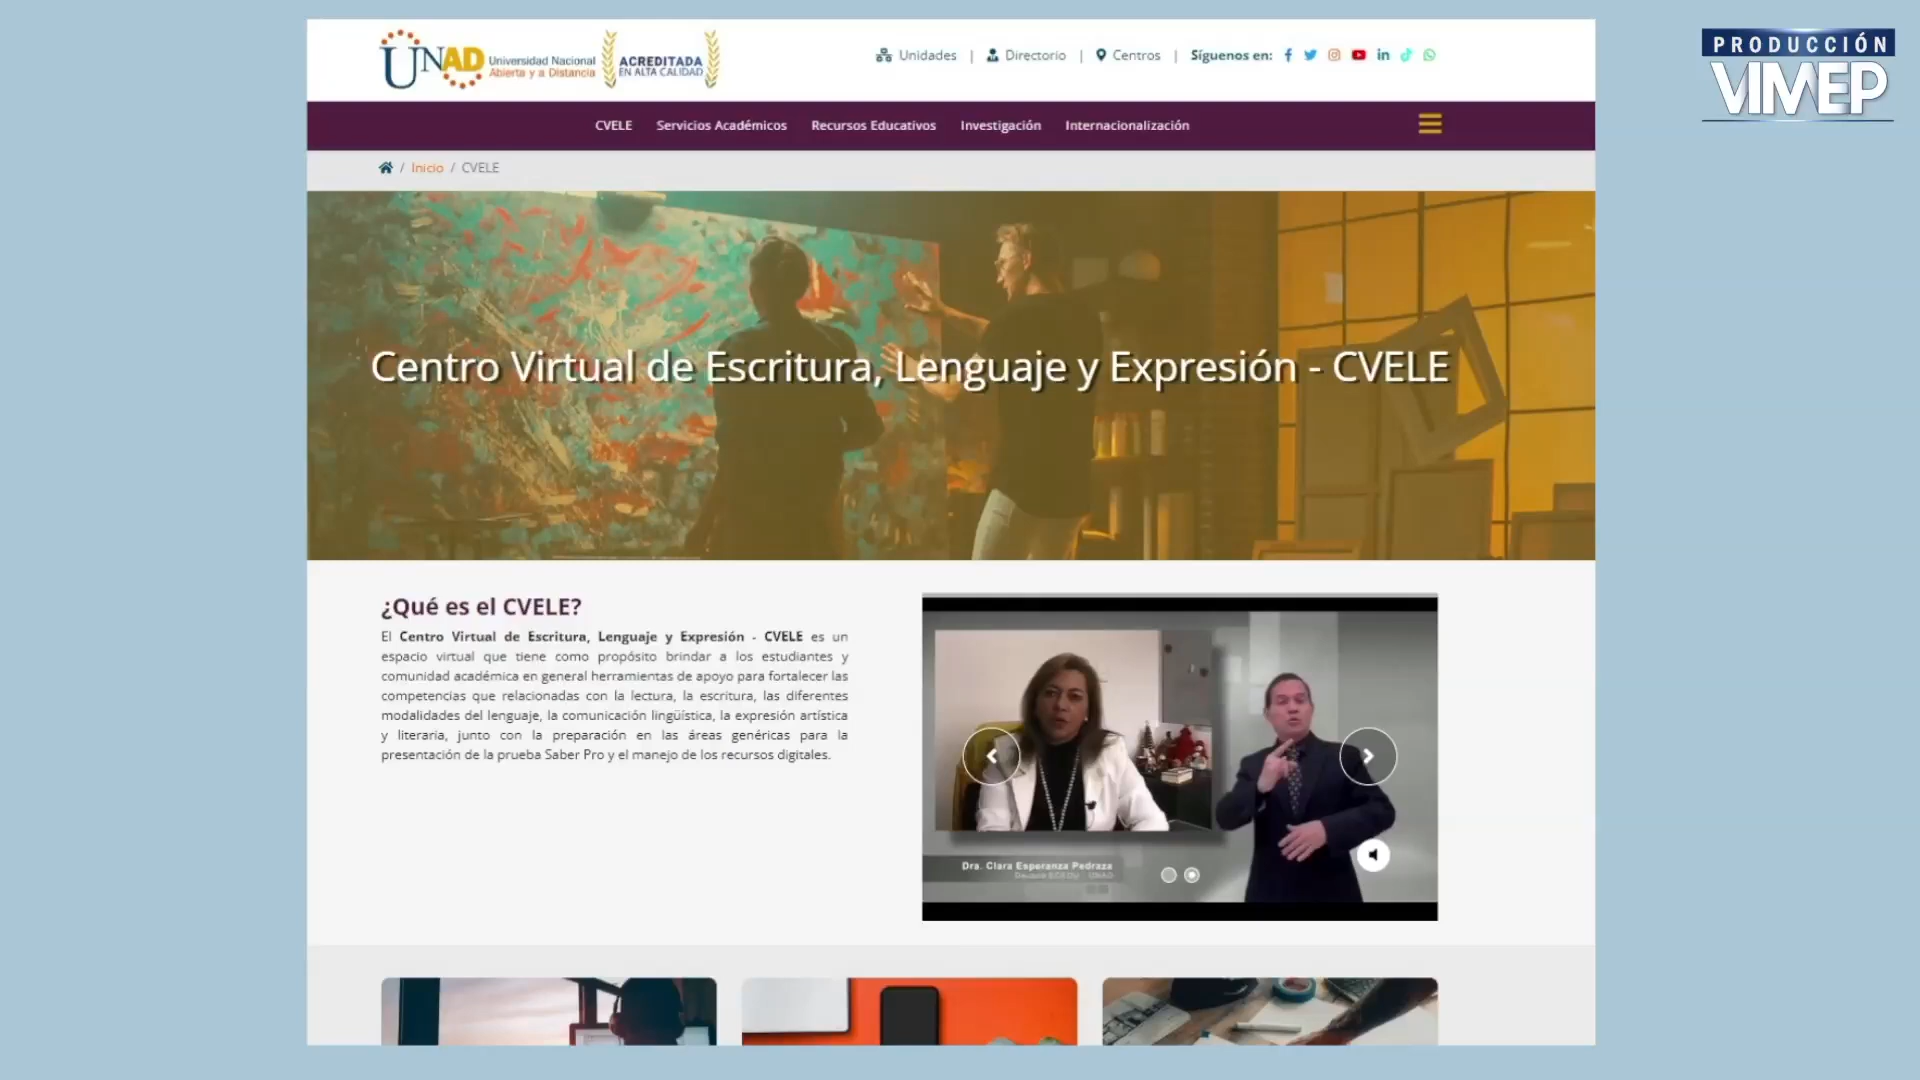 UNAD Universidad Nacional
Abierta y a Distancia
ACREDITADA
EN ALTA CALIDAD
Unidades | Directorio | Centros | Síguenos en:
PRODUCCIÓN
VIMEP
CVELE Servicios Académicos Recursos Educativos Investigación Internacionalización
/ Inicio / CVELE
Centro Virtual de Escritura, Lenguaje y Expresión - CVELE
¿Qué es el CVELE?
El Centro Virtual de Escritura, Lenguaje y Expresión - CVELE es un
espacio virtual que tiene como propósito brindar a los estudiantes y
comunidad académica en general herramientas de apoyo para fortalecer las
competencias que relacionadas con la lectura, la escritura, las diferentes
modalidades del lenguaje, la comunicación lingüística, la expresión artística
y literaria, junto con la preparación en las áreas genéricas para la
presentación de la prueba Saber Pro y el manejo de los recursos digitales.
Dra. Clara Esperanza Pedraza